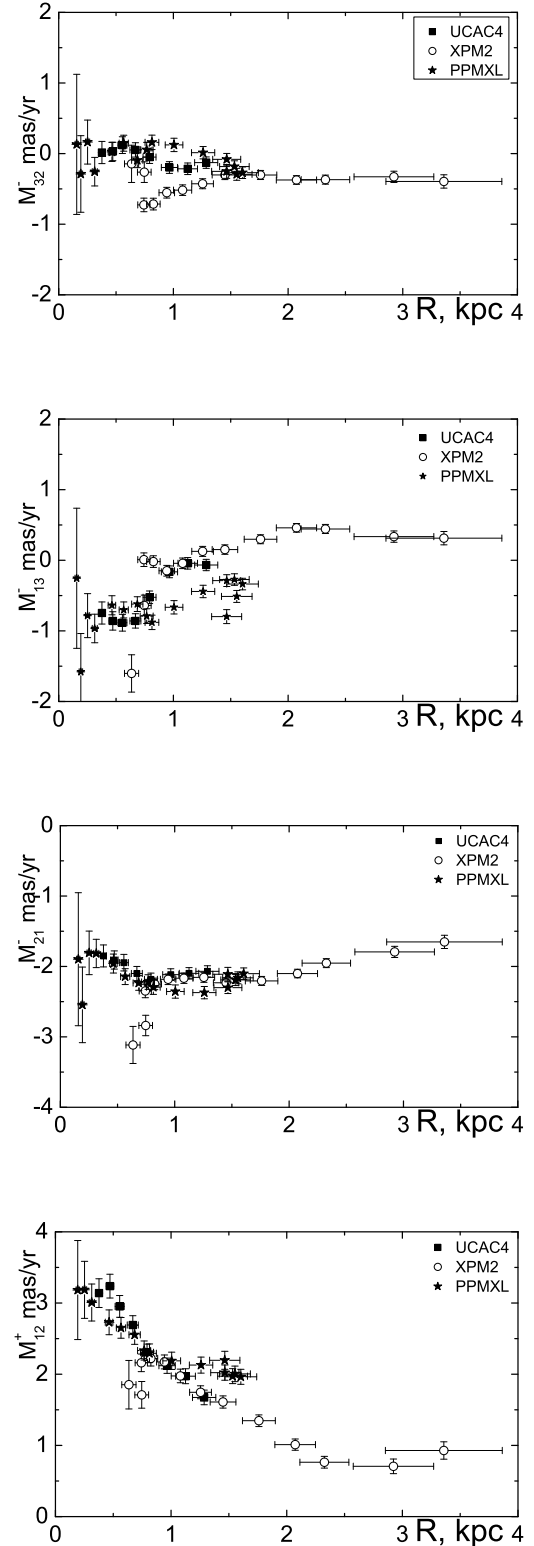 2
UCAC4
XPM2
PPMXL
1
0
-1
-2
M₃₂ mas/yr
0 1 2 3 R, kpc 4
2
UCAC4
XPM2
PPMXL
1
0
-1
-2
M⁻₁₃ mas/yr
0 1 2 3 R, kpc 4
0
UCAC4
XPM2
PPMXL
-1
-2
-3
-4
M⁻₂₁ mas/yr
0 1 2 3 R, kpc 4
4
UCAC4
XPM2
PPMXL
3
2
1
0
M⁺₁₂ mas/yr
0 1 2 3 R, kpc 4